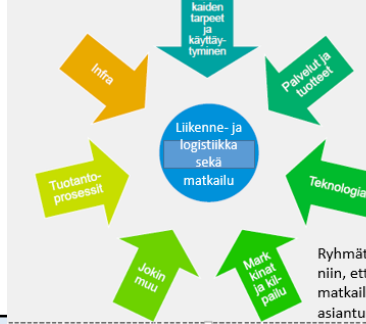 kaiden
tarpeet
ja
käyttäy-
tyminen
Infra
Palvelut ja
tuotteet
Liikenne- ja
logistiikka
sekä
matkailu
Tuotanto-
prosessit
Teknologia
Jokin
muu
Mark
kinat
ja kil-
pailu
Ryhmät
niin, ett
matkail
asiantu